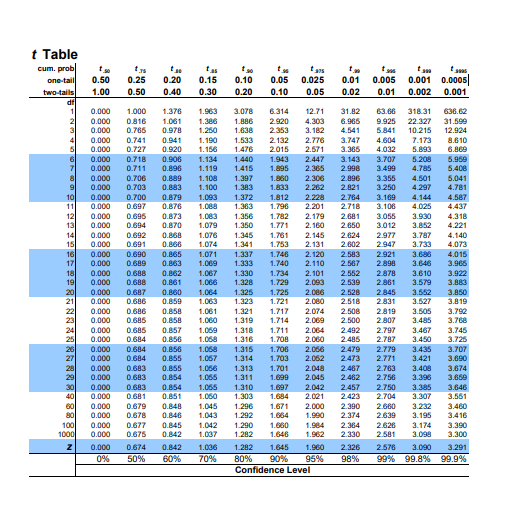 t Table
cum. prob t .50 t .75 t .80 t .85 t .90 t .95 t .975 t .99 t .995 t .999 t .9995
one-tail 0.50 0.25 0.20 0.15 0.10 0.05 0.025 0.01 0.005 0.001 0.0005
two-tails 1.00 0.50 0.40 0.30 0.20 0.10 0.05 0.02 0.01 0.002 0.001
df
1 0.000 1.000 1.376 1.963 3.078 6.314 12.71 31.82 63.66 318.31 636.62
2 0.000 0.816 1.061 1.386 1.886 2.920 4.303 6.965 9.925 22.327 31.599
3 0.000 0.765 0.978 1.250 1.638 2.353 3.182 4.541 5.841 10.215 12.924
4 0.000 0.741 0.941 1.190 1.533 2.132 2.776 3.747 4.604 7.173 8.610
5 0.000 0.727 0.920 1.156 1.476 2.015 2.571 3.365 4.032 5.893 6.869
6 0.000 0.718 0.906 1.134 1.440 1.943 2.447 3.143 3.707 5.208 5.959
7 0.000 0.711 0.896 1.119 1.415 1.895 2.365 2.998 3.499 4.785 5.408
8 0.000 0.706 0.889 1.108 1.397 1.860 2.306 2.896 3.355 4.501 5.041
9 0.000 0.703 0.883 1.100 1.383 1.833 2.262 2.821 3.250 4.297 4.781
10 0.000 0.700 0.879 1.093 1.372 1.812 2.228 2.764 3.169 4.144 4.587
11 0.000 0.697 0.876 1.088 1.363 1.796 2.201 2.718 3.106 4.025 4.437
12 0.000 0.695 0.873 1.083 1.356 1.782 2.179 2.681 3.055 3.930 4.318
13 0.000 0.694 0.870 1.079 1.350 1.771 2.160 2.650 3.012 3.852 4.221
14 0.000 0.692 0.868 1.076 1.345 1.761 2.145 2.624 2.977 3.787 4.140
15 0.000 0.691 0.866 1.074 1.341 1.753 2.131 2.602 2.947 3.733 4.073
16 0.000 0.690 0.865 1.071 1.337 1.746 2.120 2.583 2.921 3.686 4.015
17 0.000 0.689 0.863 1.069 1.333 1.740 2.110 2.567 2.898 3.646 3.965
18 0.000 0.688 0.862 1.067 1.330 1.734 2.101 2.552 2.878 3.610 3.922
19 0.000 0.688 0.861 1.066 1.328 1.729 2.093 2.539 2.861 3.579 3.883
20 0.000 0.687 0.860 1.064 1.325 1.725 2.086 2.528 2.845 3.552 3.850
21 0.000 0.686 0.859 1.063 1.323 1.721 2.080 2.518 2.831 3.527 3.819
22 0.000 0.686 0.858 1.061 1.321 1.717 2.074 2.508 2.819 3.505 3.792
23 0.000 0.685 0.858 1.060 1.319 1.714 2.069 2.500 2.807 3.485 3.768
24 0.000 0.685 0.857 1.059 1.318 1.711 2.064 2.492 2.797 3.467 3.745
25 0.000 0.684 0.856 1.058 1.316 1.708 2.060 2.485 2.787 3.450 3.725
26 0.000 0.684 0.856 1.058 1.315 1.706 2.056 2.479 2.779 3.435 3.707
27 0.000 0.684 0.855 1.057 1.314 1.703 2.052 2.473 2.771 3.421 3.690
28 0.000 0.683 0.855 1.056 1.313 1.701 2.048 2.467 2.763 3.408 3.674
29 0.000 0.683 0.854 1.055 1.311 1.699 2.045 2.462 2.756 3.396 3.659
30 0.000 0.683 0.854 1.055 1.310 1.697 2.042 2.457 2.750 3.385 3.646
40 0.000 0.681 0.851 1.050 1.303 1.684 2.021 2.423 2.704 3.307 3.551
60 0.000 0.679 0.848 1.045 1.296 1.671 2.000 2.390 2.660 3.232 3.460
80 0.000 0.678 0.846 1.043 1.292 1.664 1.990 2.374 2.639 3.195 3.416
100 0.000 0.677 0.845 1.042 1.290 1.660 1.984 2.364 2.626 3.174 3.390
1000 0.000 0.675 0.842 1.037 1.282 1.646 1.962 2.330 2.581 3.098 3.300
z 0.000 0.674 0.842 1.036 1.282 1.645 1.960 2.326 2.576 3.090 3.291
0% 50% 60% 70% 80% 90% 95% 98% 99% 99.8% 99.9%
Confidence Level